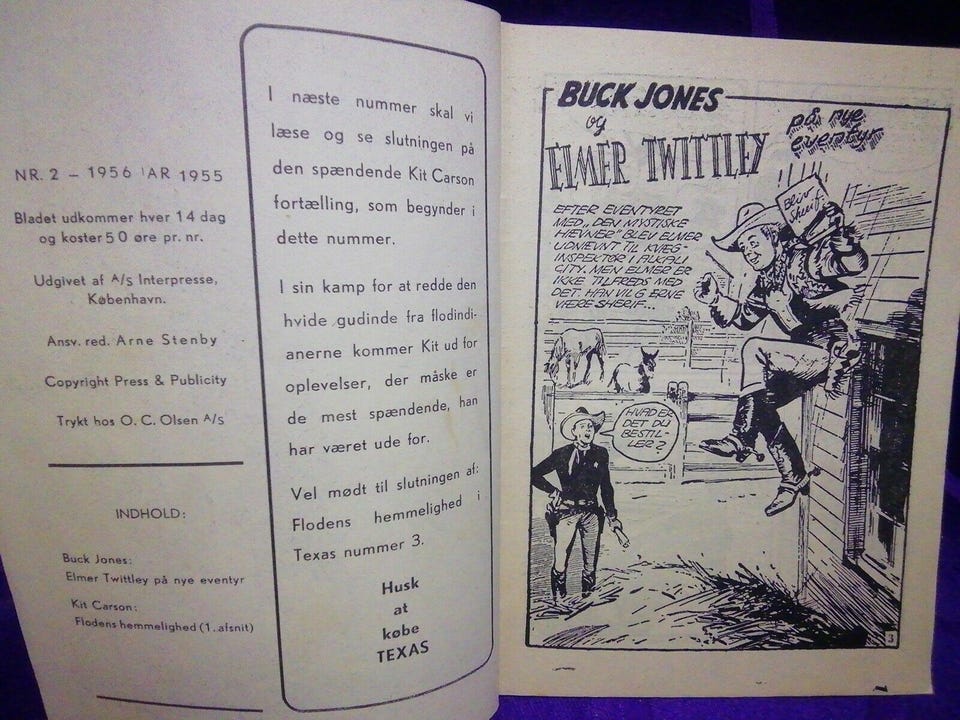 NR. 2 – 1956 'AR 1955
Bladet udkommer hver 14 dag
og koster 50 øre pr. nr.
Udgivet af A/S Interpresse,
København.
Ansv. red. Arne Stenby
Copyright Press & Publicity
Trykt hos O. C. Olsen A/S
INDHOLD:
Buck Jones:
Elmer Twittley på nye eventyr
Kit Carson:
Flodens hemmelighed (1. afsnit)
I næste nummer skal vi
læse og se slutningen på
den spændende Kit Carson
fortælling, som begynder i
dette nummer.
I sin kamp for at redde den
hvide gudinde fra flodindi-
anerne kommer Kit ud for
oplevelser, der måske er
de mest spændende, han
har været ude for.
Vel mødt til slutningen af:
Flodens hemmelighed i
Texas nummer 3.
Husk
at
købe
TEXAS
BUCK JONES
og
ELMER TWITTLEY
på nye
eventyr
EFTER EVENTYRET
MED „DEN MYSTISKE
HÆVNER" BLEV ELMER
UDNÆVNT TIL KVÆG-
INSPEKTØR I ALKALI
CITY. MEN ELMER ER
IKKE TILFREDS MED
DET. HAN VIL GERNE
VÆRE SHERIF...
Bliv
Sherif.
HVAD ER
DET DU
BESTIL-
LER?
3